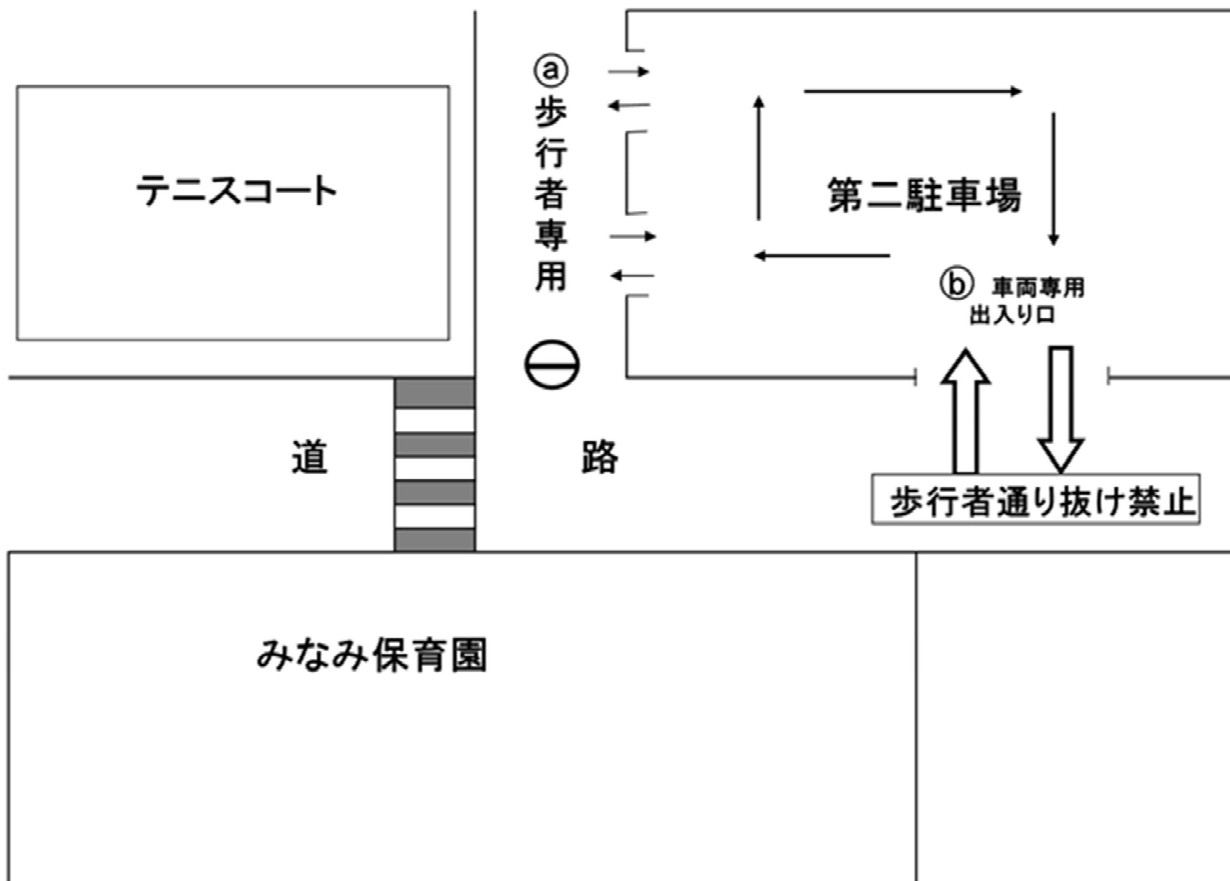 ⓐ歩行者専用
テニスコート
第二駐車場
ⓑ 車両専用
出入り口
道路
歩行者通り抜け禁止
みなみ保育園